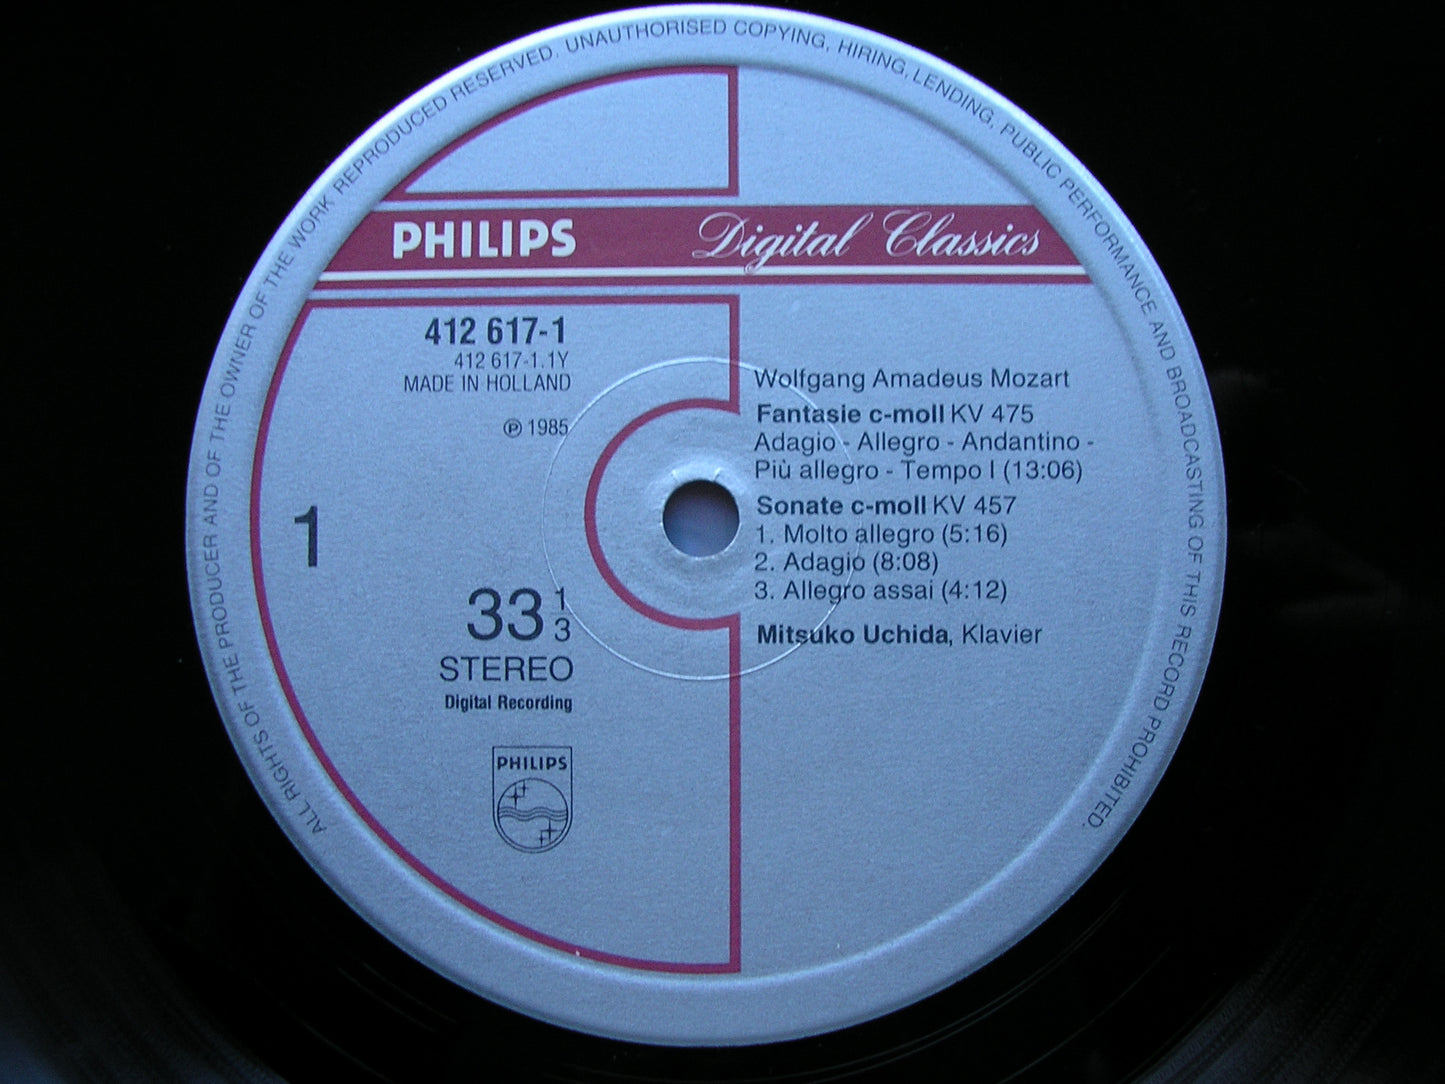 ALL RIGHTS OF THE PRODUCER AND OF THE OWNER OF THE WORK REPRODUCED RESERVED. UNAUTHORISED COPYING, HIRING, LENDING, PUBLIC PERFORMANCE AND BROADCASTING OF THIS RECORD PROHIBITED.
PHILIPS Digital Classics
412 617-1
412 617-1.1Y
MADE IN HOLLAND
℗ 1985
1
33 1/3
STEREO
Digital Recording
PHILIPS
Wolfgang Amadeus Mozart
Fantasie c-moll KV 475
Adagio - Allegro - Andantino -
Più allegro - Tempo I (13:06)
Sonate c-moll KV 457
1. Molto allegro (5:16)
2. Adagio (8:08)
3. Allegro assai (4:12)
Mitsuko Uchida, Klavier